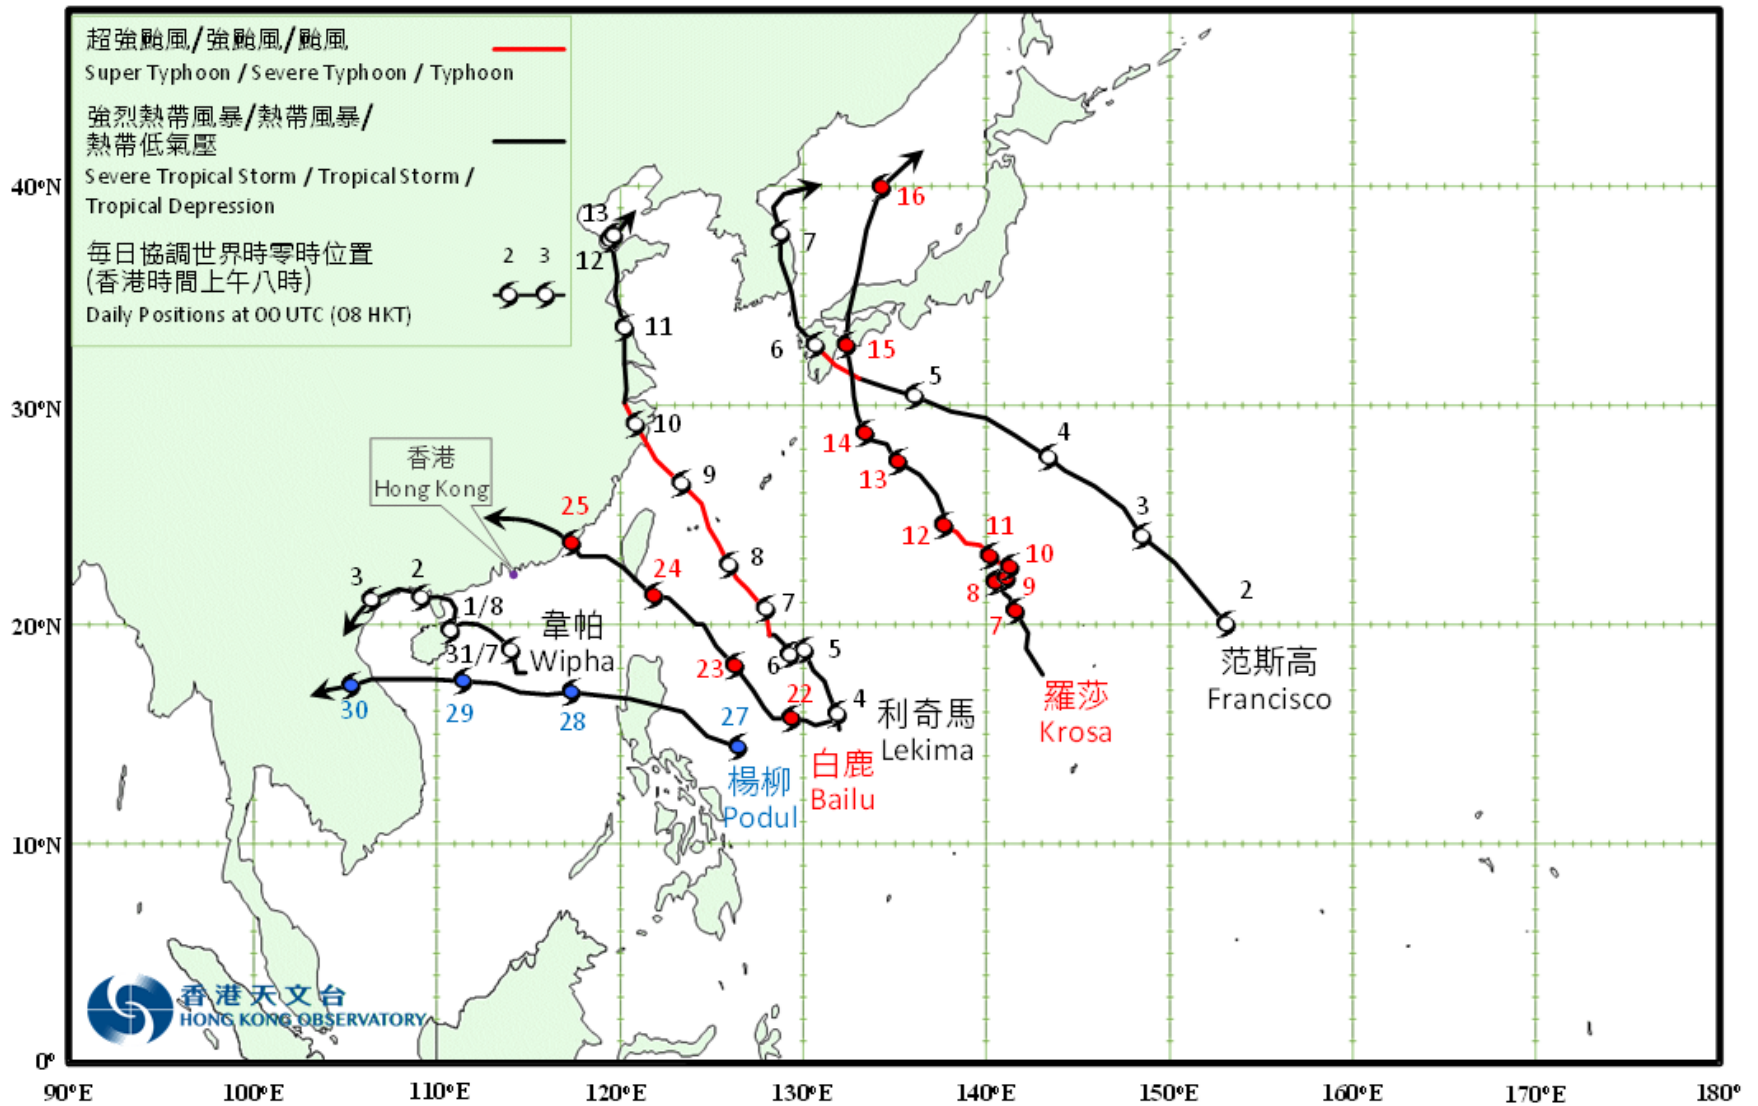 超強颱風/強颱風/颱風
Super Typhoon / Severe Typhoon / Typhoon
強烈熱帶風暴/熱帶風暴/
熱帶低氣壓
Severe Tropical Storm / Tropical Storm /
Tropical Depression
每日協調世界時零時位置
(香港時間上午八時)
Daily Positions at 00 UTC (08 HKT)
2 3
40°N
30°N
20°N
10°N
0°
90°E 100°E 110°E 120°E 130°E 140°E 150°E 160°E 170°E 180°
香港
Hong Kong
13
12
11
10
9
8
7
6
5
4
利奇馬
Lekima
7
6
5
4
3
2
范斯高
Francisco
16
15
14
13
12
11
10
9
8
7
羅莎
Krosa
25
24
23
22
白鹿
Bailu
3
2
1/8
31/7
韋帕
Wipha
30
29
28
27
楊柳
Podul
香港天文台
HONG KONG OBSERVATORY